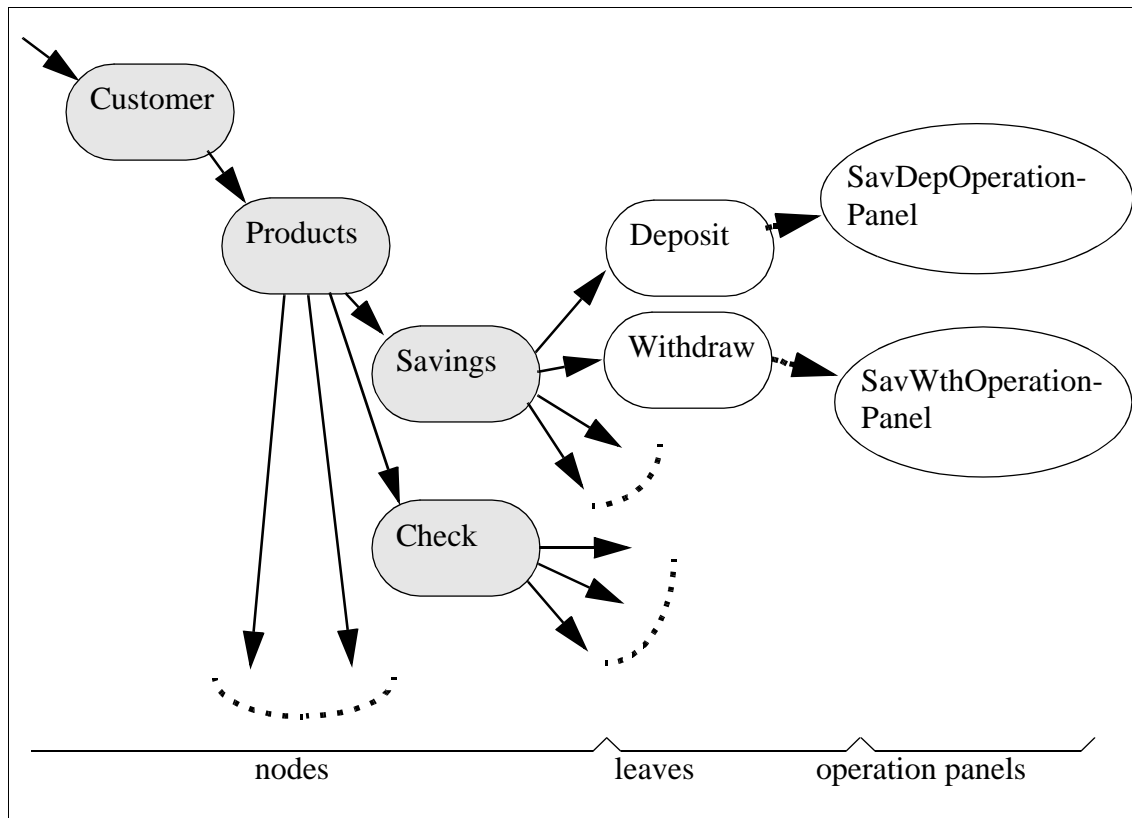 Customer
Products
Savings
Check
Deposit
Withdraw
SavDepOperation-
Panel
SavWthOperation-
Panel
nodes
leaves
operation panels